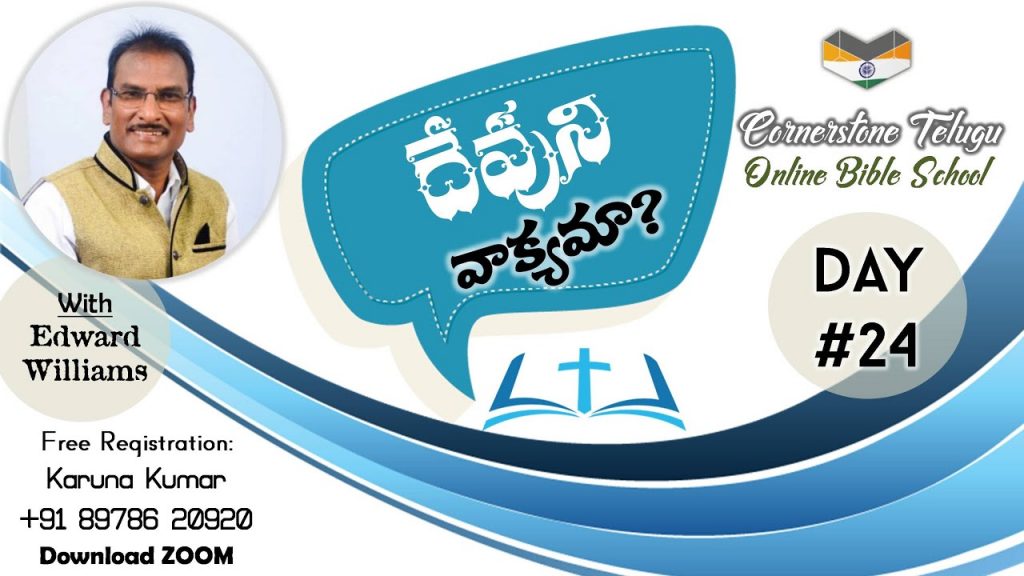 దేవుని
వాక్యమా?
Cornerstone Telugu
Online Bible School
DAY
#24
With
Edward
Williams
Free Registration:
Karuna Kumar
+91 89786 20920
Download ZOOM